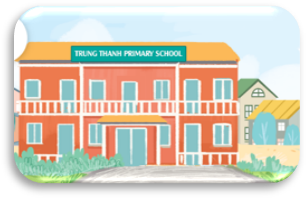 TRUNG THANH PRIMARY SCHOOL